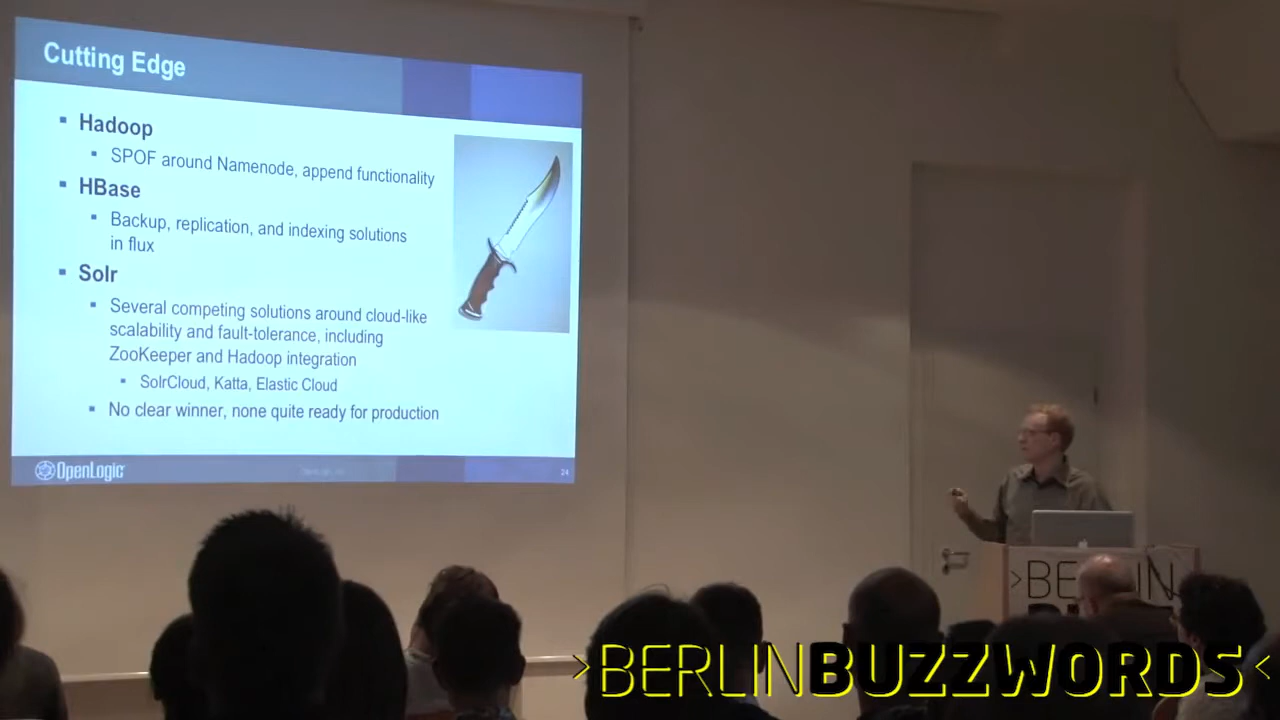 Cutting Edge
▪ Hadoop
▪ SPOF around Namenode, append functionality
▪ HBase
▪ Backup, replication, and indexing solutions
in flux
▪ Solr
▪ Several competing solutions around cloud-like
scalability and fault-tolerance, including
ZooKeeper and Hadoop integration
▪ SolrCloud, Katta, Elastic Cloud
▪ No clear winner, none quite ready for production
OpenLogic
24
>BERLINBUZZWORDS<